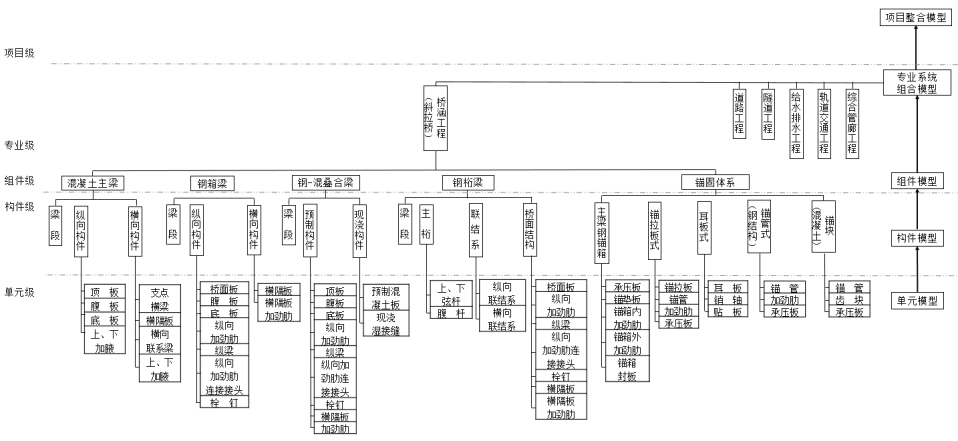 项目整合模型
项目级
专业系统
组合模型
桥涵工程
（斜拉桥）
道路工程
隧道工程
给水排水工程
轨道交通工程
综合管廊工程
专业级
组件级
混凝土主梁
钢箱梁
钢-混叠合梁
钢桁梁
锚固体系
组件模型
构件级
梁段
纵向构件
横向构件
梁段
纵向构件
横向构件
梁段
预制构件
现浇构件
梁段
主桁
联结系
桥面结构
主梁钢锚箱
锚拉板式
耳板式
锚管式
（钢结构）
锚块
（混凝土）
构件模型
单元级
顶 板
腹 板
底 板
上、下
加腋
支点
横梁
横隔板
横向
联系梁
上、下
加腋
桥面板
腹 板
底 板
纵向
加劲肋
纵梁
纵向
加劲肋
连接接头
栓 钉
横隔板
横隔板
加劲肋
顶板
腹板
底板
纵向
加劲肋
纵梁
纵向加
劲肋连
接接头
栓钉
横隔板
加劲肋
预制混
凝土板
现浇
湿接缝
上、下
弦杆
腹 杆
纵向
联结系
横向
联结系
桥面板
纵向
加劲肋
纵梁
纵向
加劲肋连
接接头
栓钉
横隔板
横隔板
加劲肋
承压板
锚垫板
锚箱内
加劲肋
锚箱外
加劲肋
锚箱
封板
锚拉板
锚管
加劲肋
承压板
耳 板
销 轴
贴 板
锚 管
加劲肋
承压板
锚 管
齿 块
承压板
单元模型